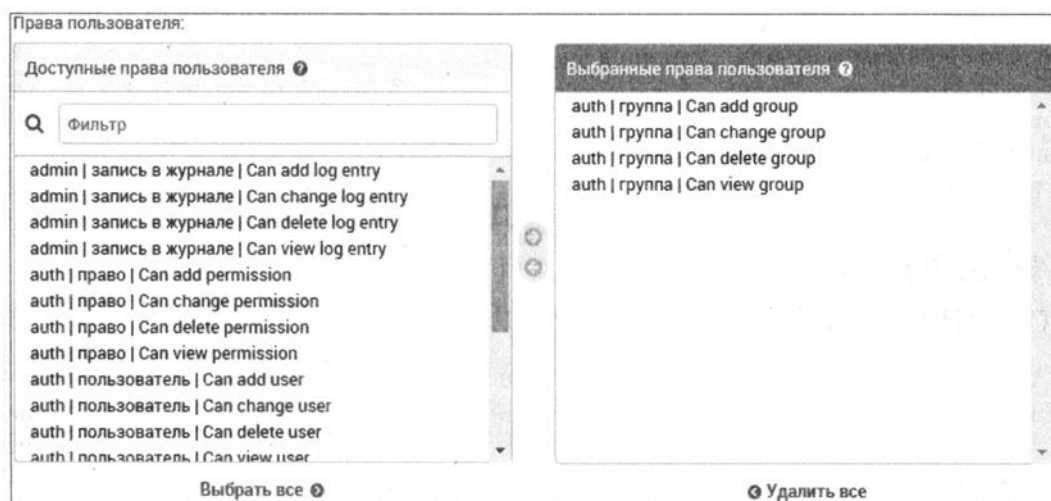 Права пользователя:
Доступные права пользователя
Фильтр
admin | запись в журнале | Can add log entry
admin | запись в журнале | Can change log entry
admin | запись в журнале | Can delete log entry
admin | запись в журнале | Can view log entry
auth | право | Can add permission
auth | право | Can change permission
auth | право | Can delete permission
auth | право | Can view permission
auth | пользователь | Can add user
auth | пользователь | Can change user
auth | пользователь | Can delete user
auth | пользователь | Can view user
Выбрать все
Выбранные права пользователя
auth | группа | Can add group
auth | группа | Can change group
auth | группа | Can delete group
auth | группа | Can view group
Удалить все